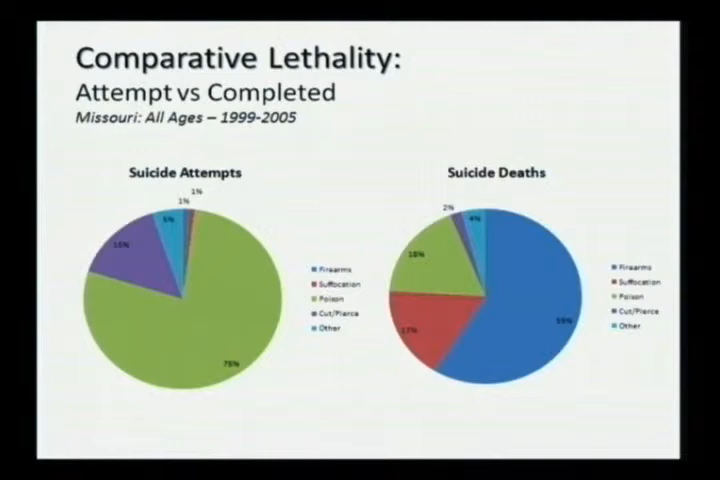 Comparative Lethality:
Attempt vs Completed
Missouri: All Ages – 1999-2005
Suicide Attempts
1%
1%
5%
15%
78%
Firearms
Suffocation
Poison
Cut/Pierce
Other
Suicide Deaths
2%
4%
18%
17%
59%
Firearms
Suffocation
Poison
Cut/Pierce
Other